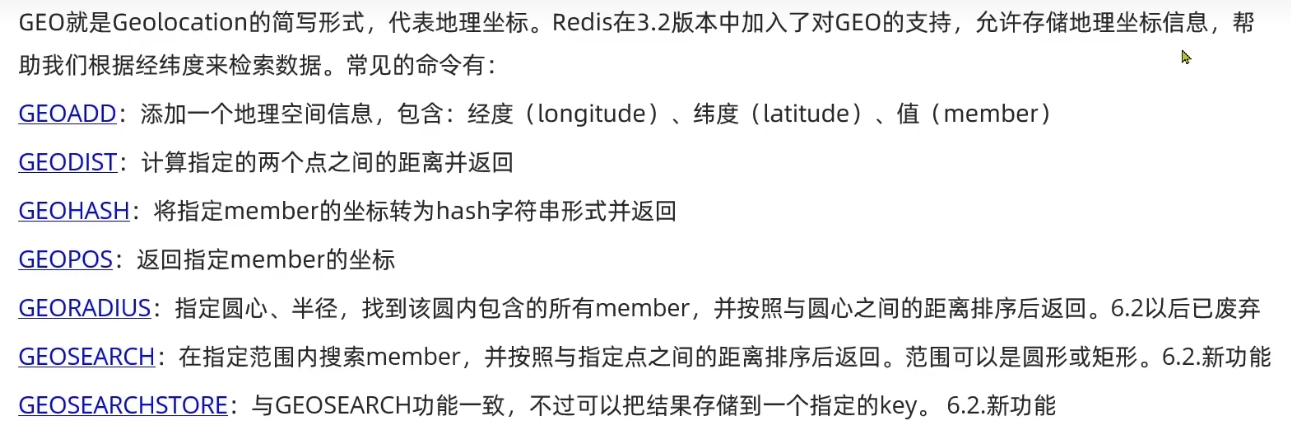 GEO就是Geolocation的简写形式，代表地理坐标。Redis在3.2版本中加入了对GEO的支持，允许存储地理坐标信息，帮
助我们根据经纬度来检索数据。常见的命令有：
GEOADD：添加一个地理空间信息，包含：经度（longitude）、纬度（latitude）、值（member）
GEODIST：计算指定的两个点之间的距离并返回
GEOHASH：将指定member的坐标转为hash字符串形式并返回
GEOPOS：返回指定member的坐标
GEORADIUS：指定圆心、半径，找到该圆内包含的所有member，并按照与圆心之间的距离排序后返回。6.2以后已废弃
GEOSEARCH：在指定范围内搜索member，并按照与指定点之间的距离排序后返回。范围可以是圆形或矩形。6.2.新功能
GEOSEARCHSTORE：与GEOSEARCH功能一致，不过可以把结果存储到一个指定的key。 6.2.新功能